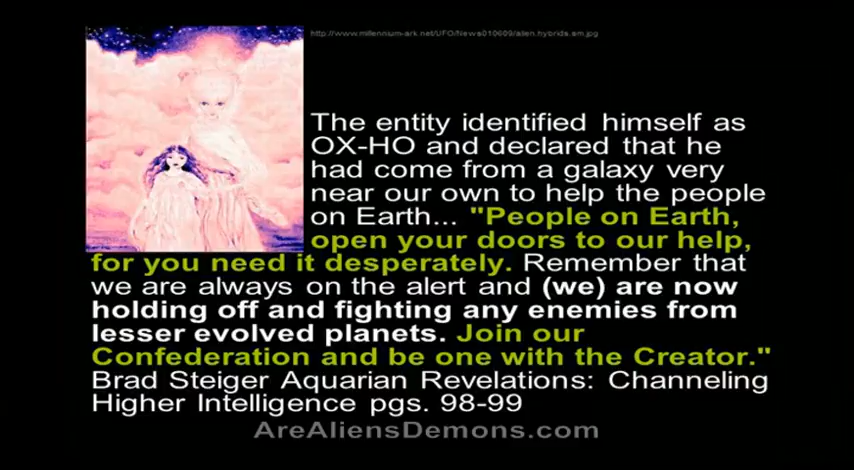 http://www.millennium-ark.net/UFO/News010609/alien.hybrids.sm.jpg
The entity identified himself as
OX-HO and declared that he
had come from a galaxy very
near our own to help the people
on Earth... "People on Earth,
open your doors to our help,
for you need it desperately. Remember that
we are always on the alert and (we) are now
holding off and fighting any enemies from
lesser evolved planets. Join our
Confederation and be one with the Creator."
Brad Steiger Aquarian Revelations: Channeling
Higher Intelligence pgs. 98-99
AreAliensDemons.com